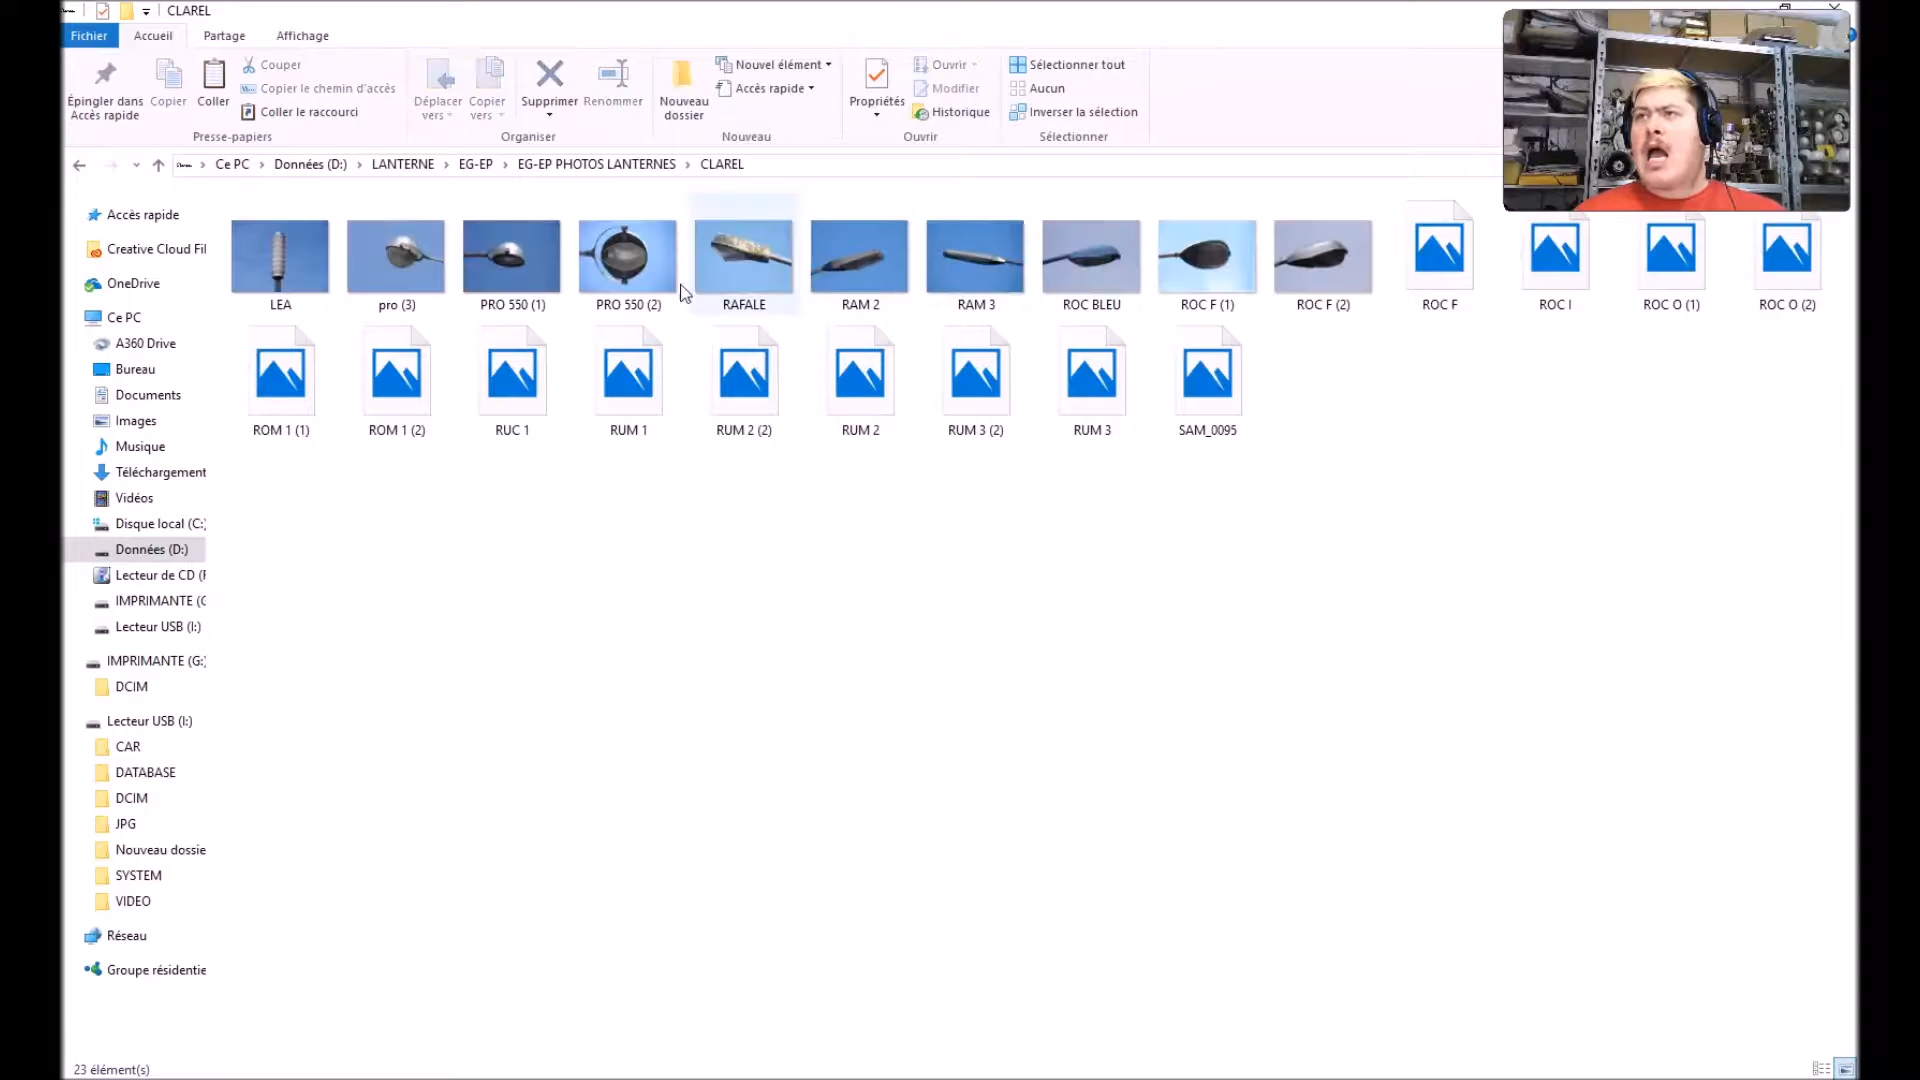 CLAREL
Fichier Accueil Partage Affichage
Épingler dans Accès rapide
Copier
Coller
Couper
Copier le chemin d'accès
Coller le raccourci
Presse-papiers
Déplacer vers
Copier vers
Supprimer
Renommer
Organiser
Nouveau dossier
Nouvel élément
Accès rapide
Nouveau
Propriétés
Ouvrir
Modifier
Historique
Ouvrir
Sélectionner tout
Aucun
Inverser la sélection
Sélectionner
Ce PC > Données (D:) > LANTERNE > EG-EP > EG-EP PHOTOS LANTERNES > CLAREL
Accès rapide
Creative Cloud Fil
OneDrive
Ce PC
A360 Drive
Bureau
Documents
Images
Musique
Téléchargement
Vidéos
Disque local (C:)
Données (D:)
Lecteur de CD (F
IMPRIMANTE (G
Lecteur USB (I:)
IMPRIMANTE (G:)
DCIM
Lecteur USB (I:)
CAR
DATABASE
DCIM
JPG
Nouveau dossie
SYSTEM
VIDEO
Réseau
Groupe résidentie
LEA pro (3) PRO 550 (1) PRO 550 (2) RAFALE RAM 2 RAM 3 ROC BLEU ROC F (1) ROC F (2) ROC F ROC I ROC O (1) ROC O (2)
ROM 1 (1) ROM 1 (2) RUC 1 RUM 1 RUM 2 (2) RUM 2 RUM 3 (2) RUM 3 SAM_0095
23 élément(s)